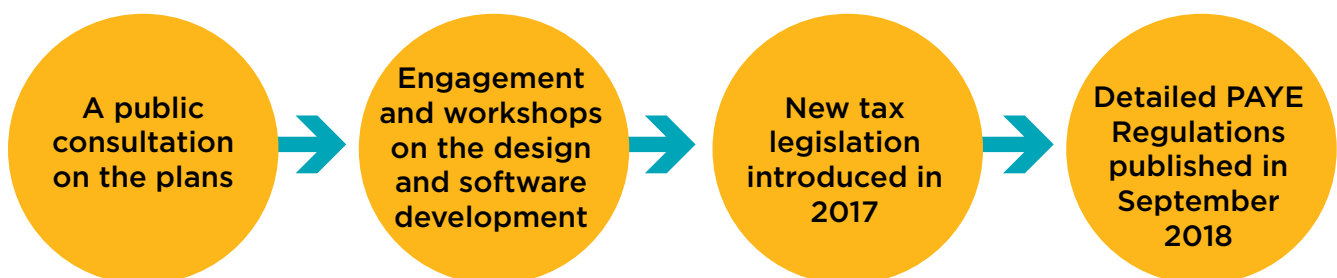 A public
consultation
on the plans
Engagement
and workshops
on the design
and software
development
New tax
legislation
introduced in
2017
Detailed PAYE
Regulations
published in
September
2018